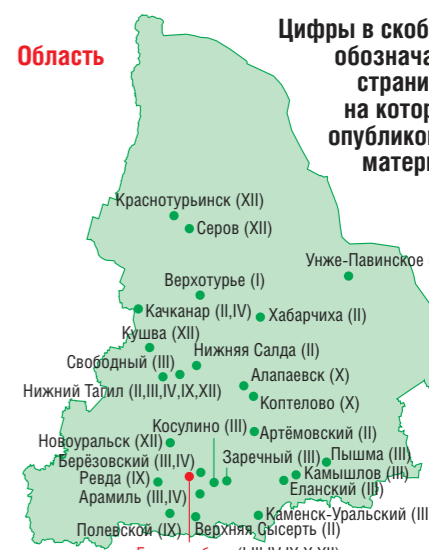 Цифры в скоб
обознача
Область
страни
на котор
опубликов
матери
Краснотурьинск (XII)
Серов (XII)
Унже-Павинское
Верхотурье (I)
Качканар (II,IV)
Хабарчиха (II)
Кушва (XII)
Свободный (III)
Нижняя Салда (II)
Нижний Тагил (II,III,IV,IX,XII)
Алапаевск (X)
Коптелово (X)
Косулино (III)
Артёмовский (II)
Новоуральск (XII)
Заречный (III)
Пышма (III)
Берёзовский (III,IV)
Камышлов (III)
Ревда (IX)
Еланский (III)
Арамиль (III,IV)
Каменск-Уральский (III
Полевской (IX)
Верхняя Сысерть (II)